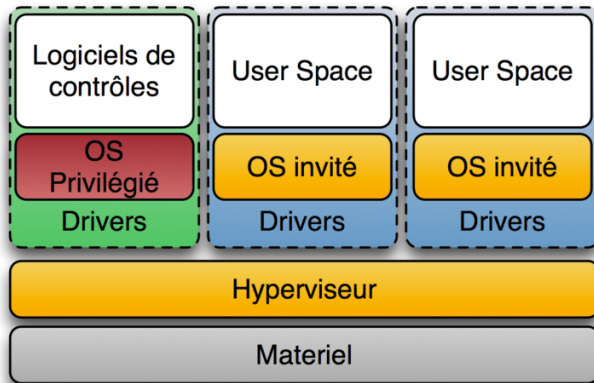 Logiciels de
contrôles
User Space
User Space
OS
Privilégié
OS invité
OS invité
Drivers
Drivers
Drivers
Hyperviseur
Materiel